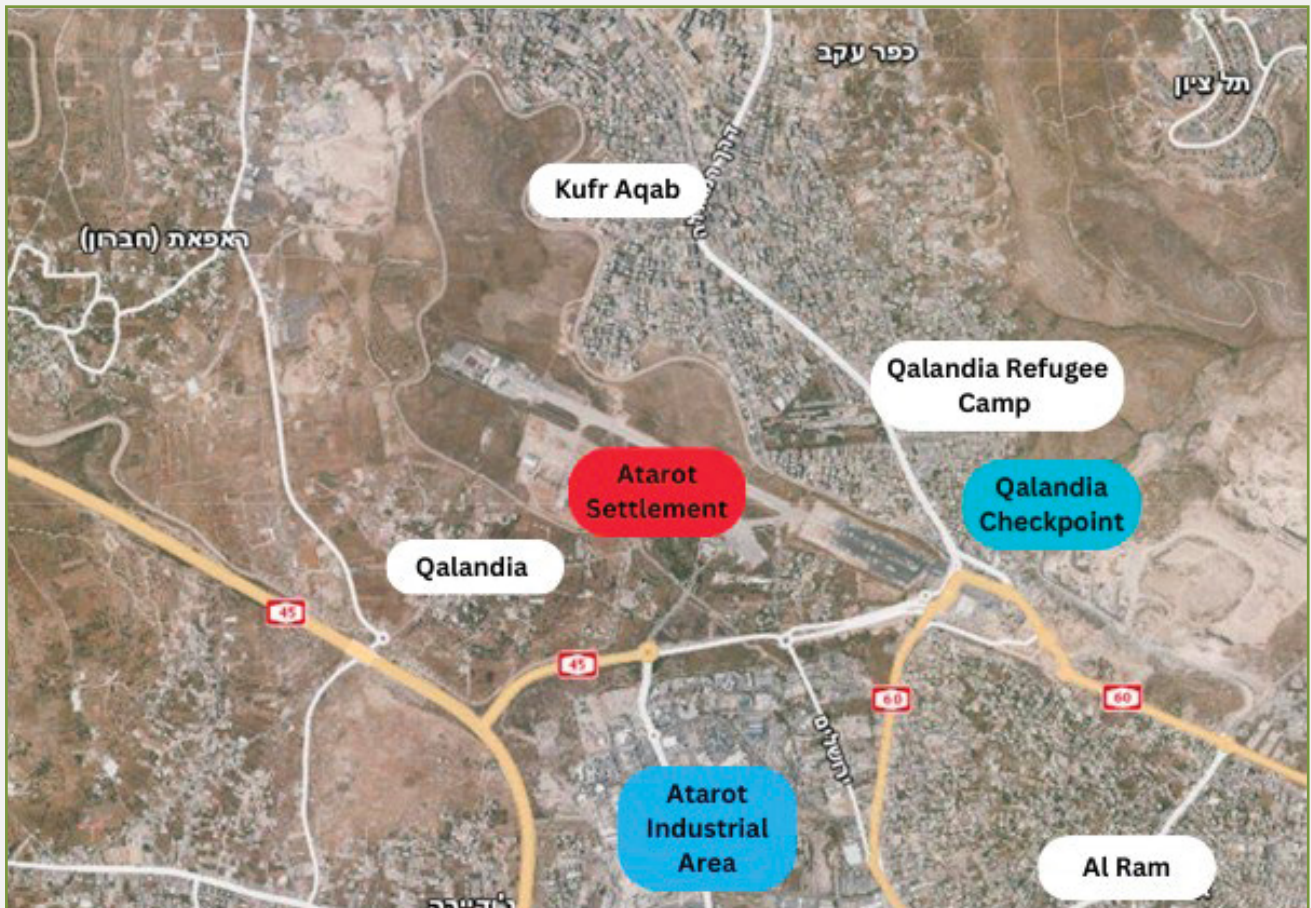 כפר עקב
תל ציון
Kufr Aqab
ראפאת (חברון)
Qalandia Refugee
Camp
Atarot
Settlement
Qalandia
Checkpoint
Qalandia
45
45
60
60
ירושלים
Atarot
Industrial
Area
Al Ram